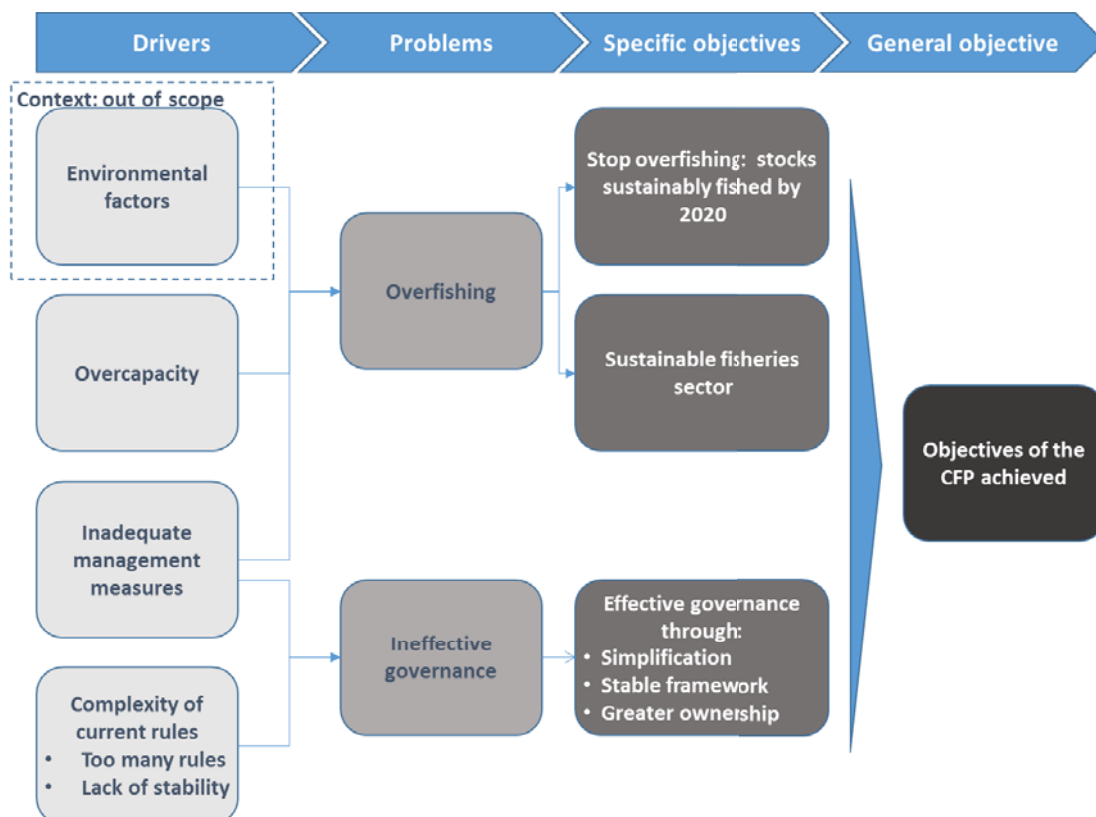 Drivers
Problems
Specific objectives
General objective
Context: out of scope
Environmental
factors
Overcapacity
Inadequate
management
measures
Complexity of
current rules
• Too many rules
• Lack of stability
Overfishing
Ineffective
governance
Stop overfishing: stocks
sustainably fished by
2020
Sustainable fisheries
sector
Effective governance
through:
• Simplification
• Stable framework
• Greater ownership
Objectives of the
CFP achieved